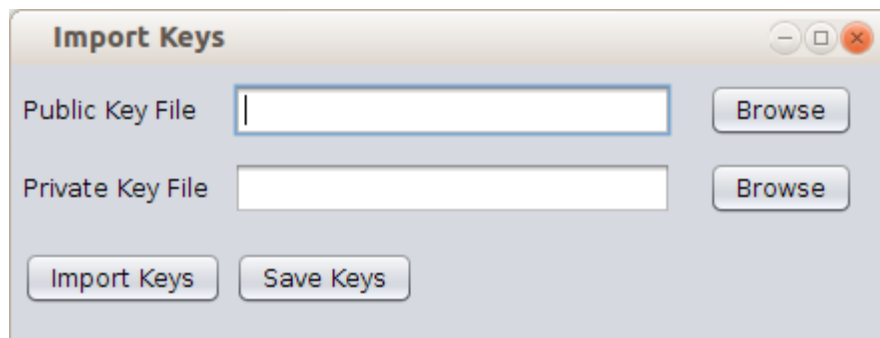 Import Keys
Public Key File Browse
Private Key File Browse
Import Keys Save Keys